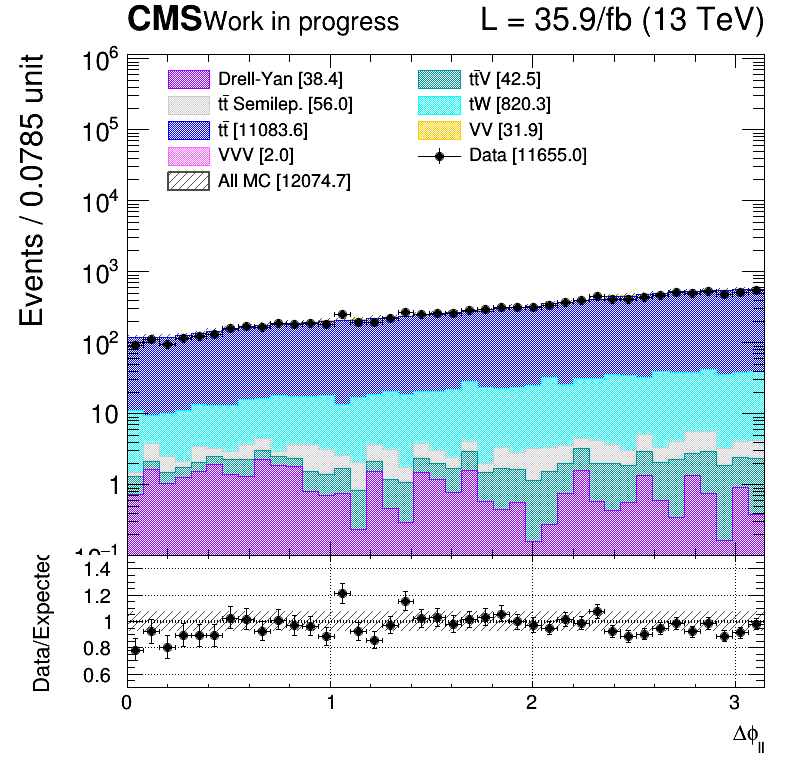 CMS Work in progress L = 35.9/fb (13 TeV)
Events / 0.0785 unit
10⁶
10⁵
10⁴
10³
10²
10
1
10⁻¹
Drell-Yan [38.4]
tt̄ Semilep. [56.0]
tt̄ [11083.6]
VVV [2.0]
All MC [12074.7]
tt̄V [42.5]
tW [820.3]
VV [31.9]
Data [11655.0]
Data/Expected
1.4
1.2
1
0.8
0.6
0 1 2 3
Δϕ_ll